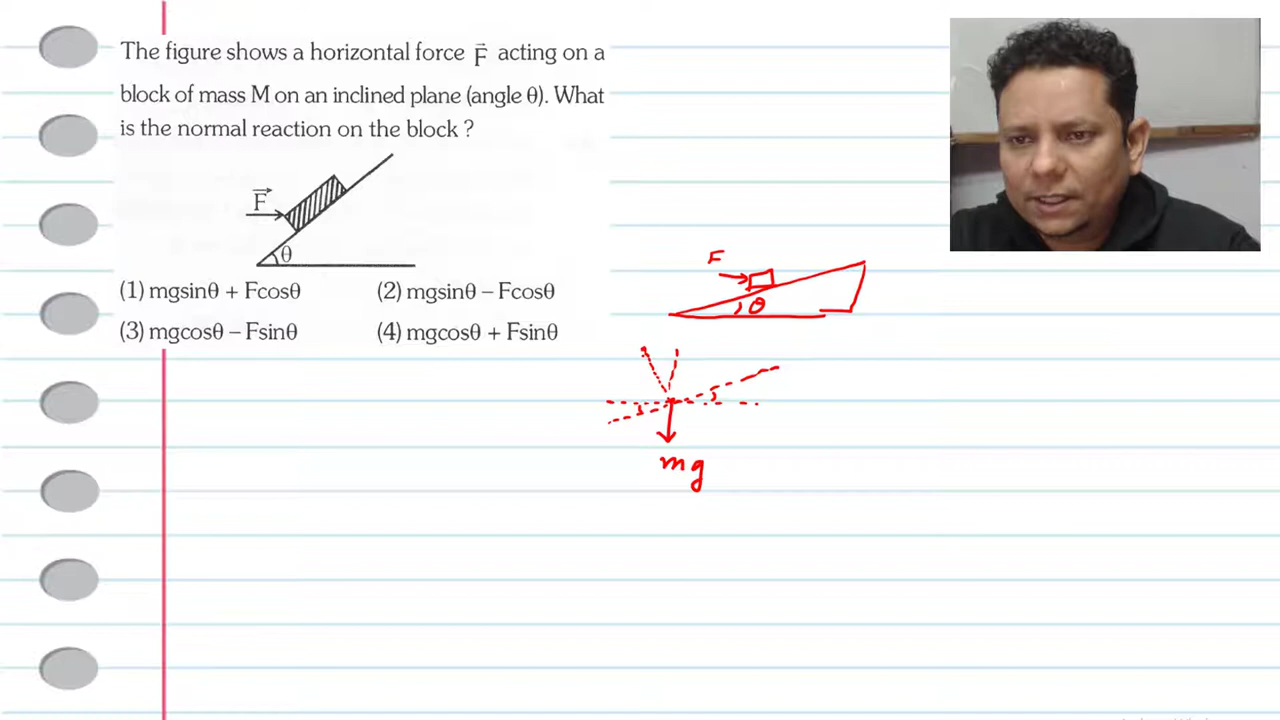 The figure shows a horizontal force F⃗ acting on a
block of mass M on an inclined plane (angle θ). What
is the normal reaction on the block ?
F⃗
θ
(1) mgsinθ + Fcosθ (2) mgsinθ – Fcosθ
(3) mgcosθ – Fsinθ (4) mgcosθ + Fsinθ
F
θ
mg